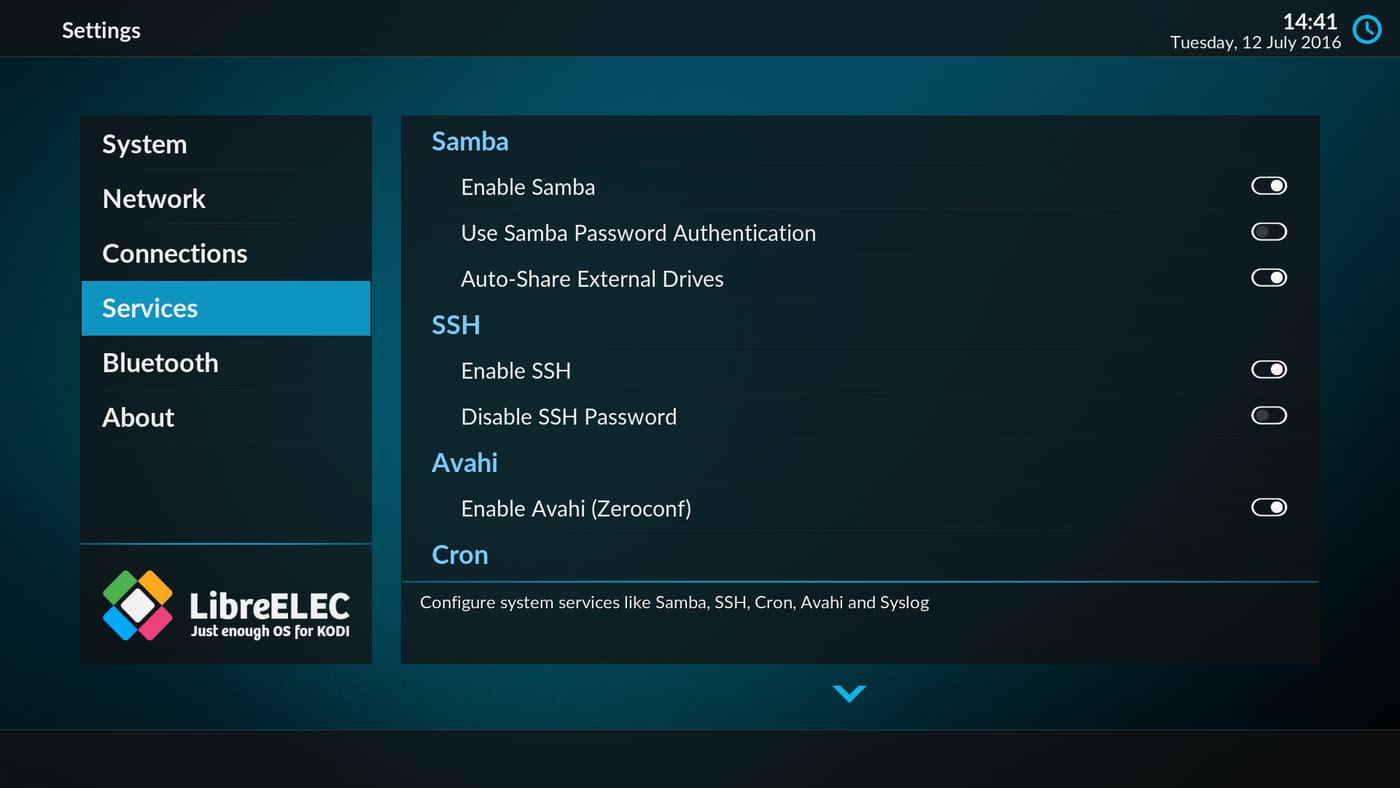 Settings
14:41
Tuesday, 12 July 2016
System
Network
Connections
Services
Bluetooth
About
LibreELEC
Just enough OS for KODI
Samba
Enable Samba
Use Samba Password Authentication
Auto-Share External Drives
SSH
Enable SSH
Disable SSH Password
Avahi
Enable Avahi (Zeroconf)
Cron
Configure system services like Samba, SSH, Cron, Avahi and Syslog